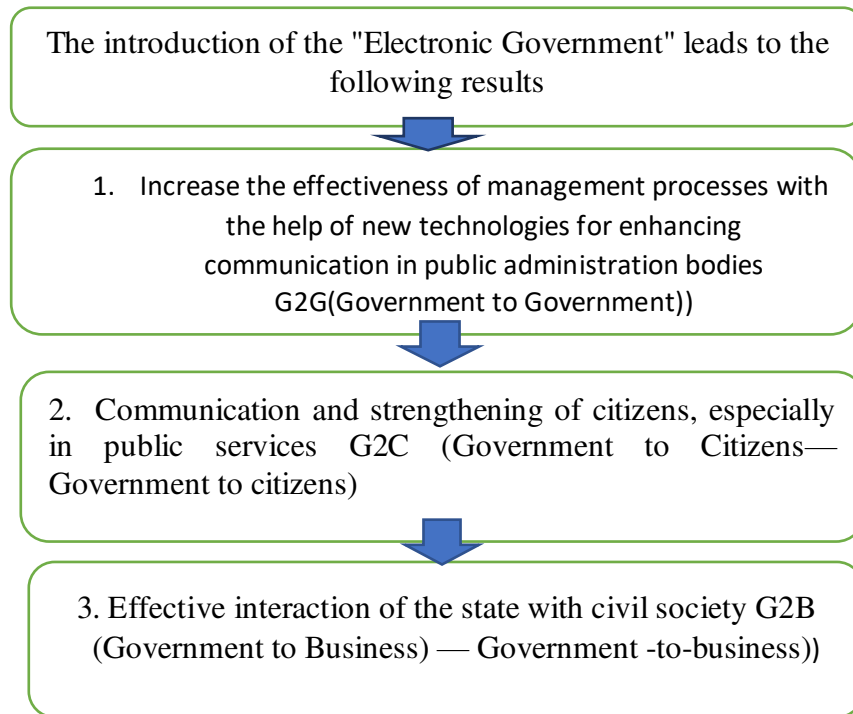 The introduction of the "Electronic Government" leads to the
following results
1. Increase the effectiveness of management processes with
the help of new technologies for enhancing
communication in public administration bodies
G2G(Government to Government))
2. Communication and strengthening of citizens, especially
in public services G2C (Government to Citizens—
Government to citizens)
3. Effective interaction of the state with civil society G2B
(Government to Business) — Government -to-business))